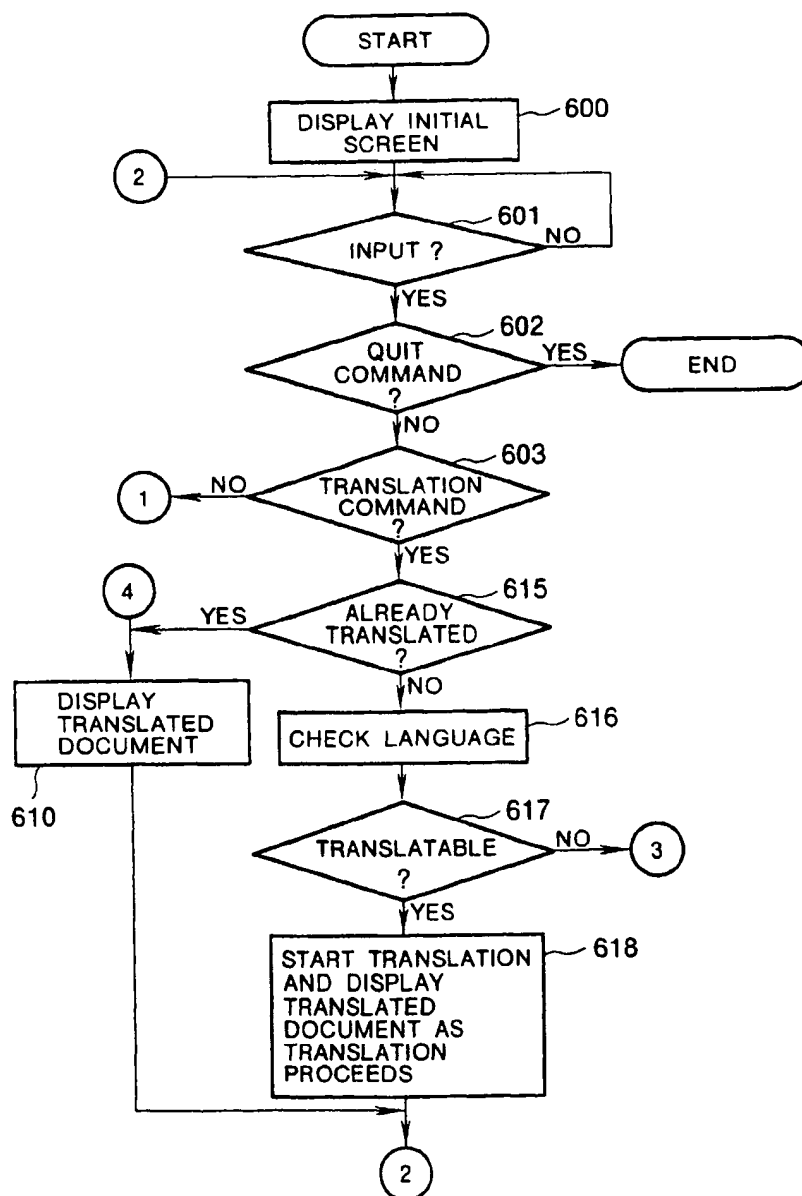 START
DISPLAY INITIAL
SCREEN
600
2
601
INPUT ?
NO
YES
602
QUIT
COMMAND
?
YES
END
NO
603
TRANSLATION
COMMAND
?
NO
1
YES
4
615
ALREADY
TRANSLATED
?
YES
NO
DISPLAY
TRANSLATED
DOCUMENT
610
616
CHECK LANGUAGE
617
TRANSLATABLE
?
NO
3
YES
618
START TRANSLATION
AND DISPLAY
TRANSLATED
DOCUMENT AS
TRANSLATION
PROCEEDS
2